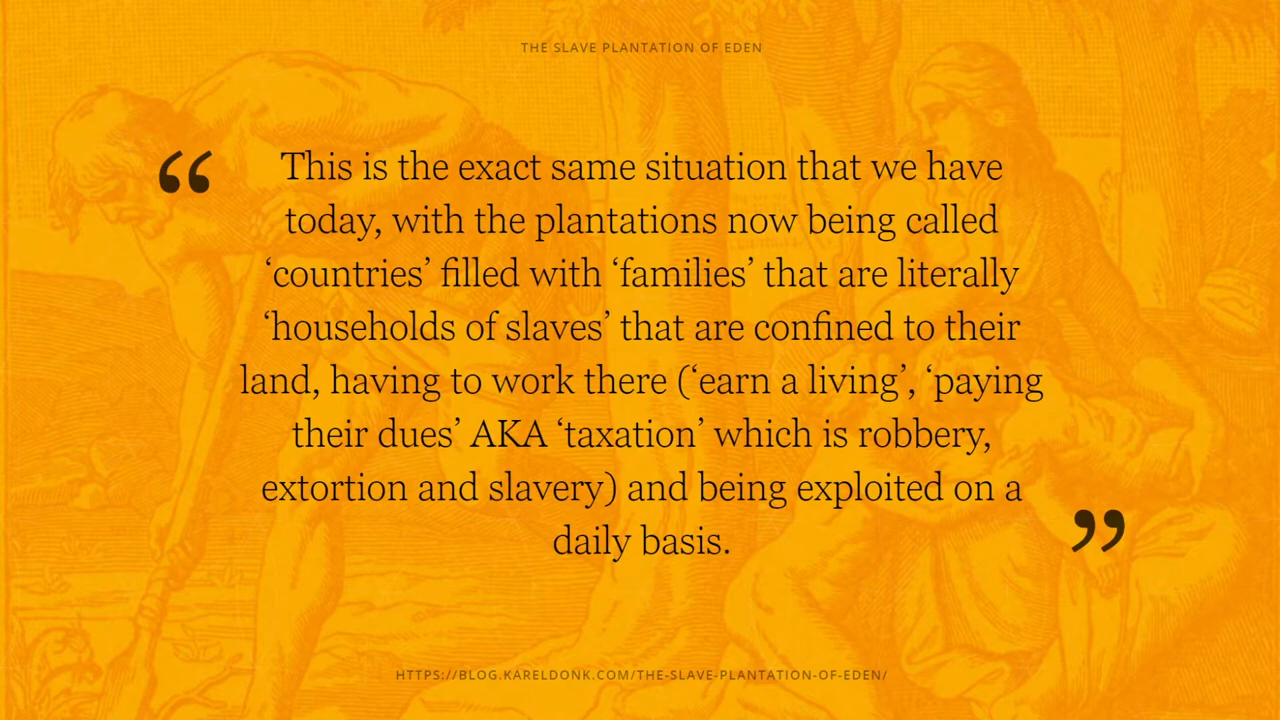 THE SLAVE PLANTATION OF EDEN
“This is the exact same situation that we have
today, with the plantations now being called
‘countries’ filled with ‘families’ that are literally
‘households of slaves’ that are confined to their
land, having to work there (‘earn a living’, ‘paying
their dues’ AKA ‘taxation’ which is robbery,
extortion and slavery) and being exploited on a
daily basis.”
HTTPS://BLOG.KARELDONK.COM/THE-SLAVE-PLANTATION-OF-EDEN/